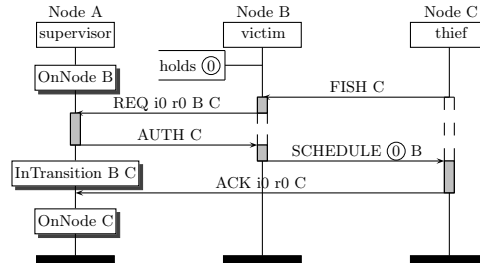 Node A
Node B
Node C
supervisor
victim
thief
OnNode B
holds 0
FISH C
REQ i0 r0 B C
AUTH C
SCHEDULE 0 B
InTransition B C
ACK i0 r0 C
OnNode C